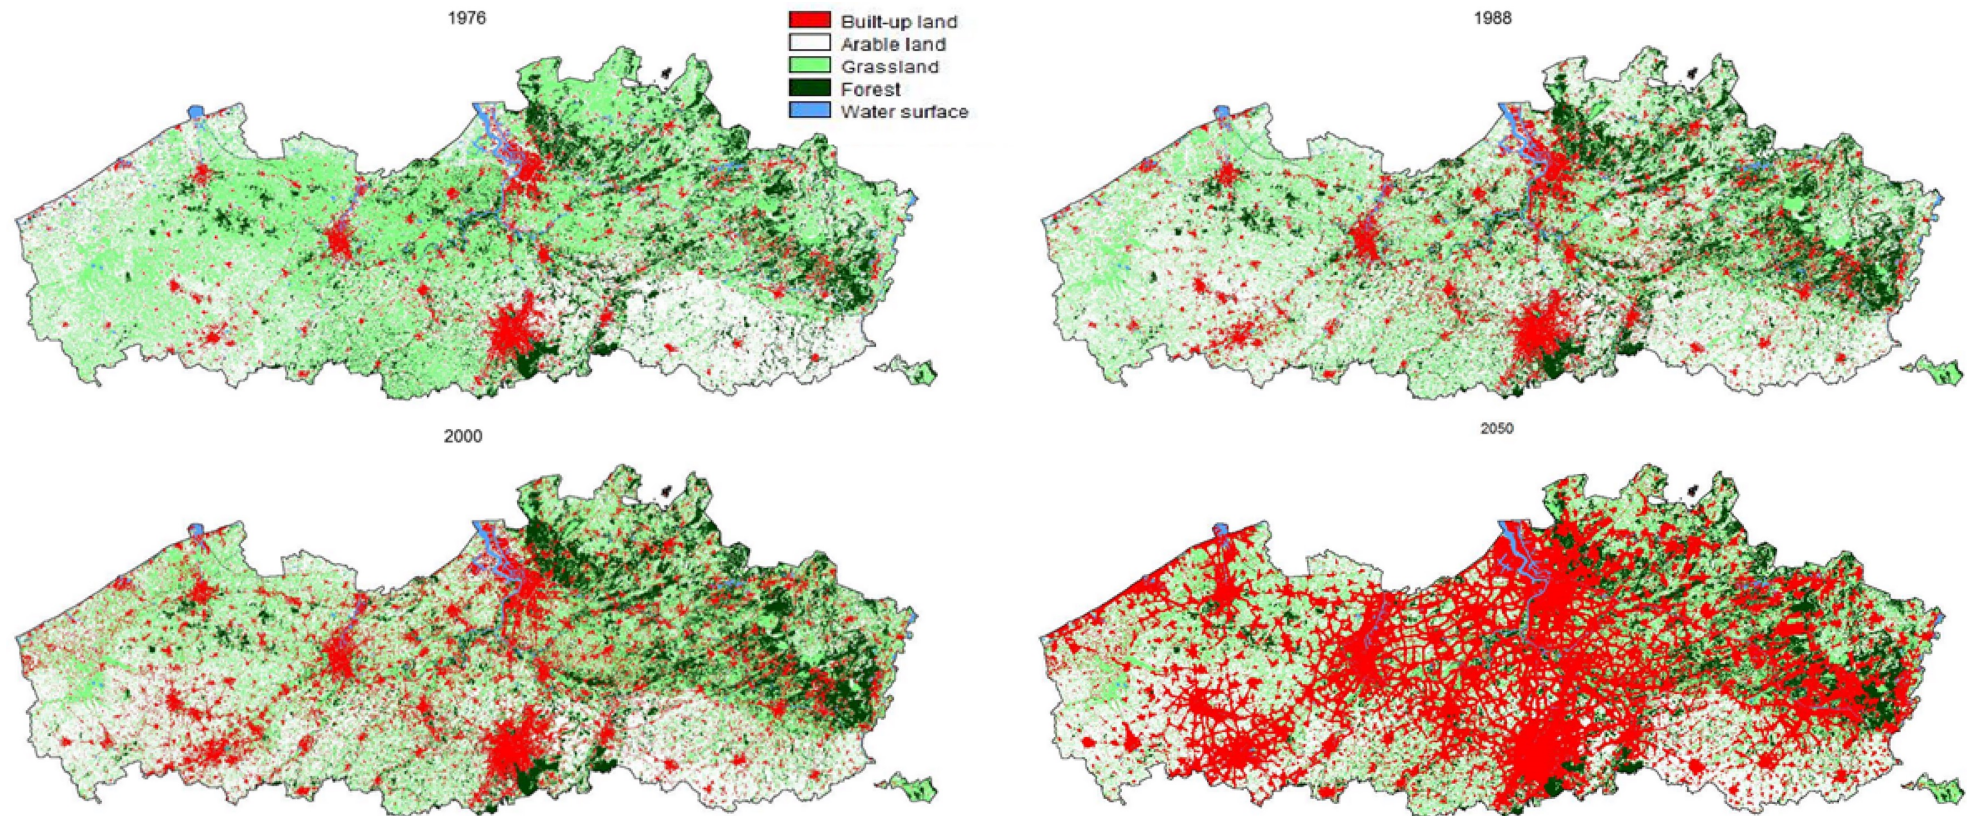 1976
Built-up land
Arable land
Grassland
Forest
Water surface
1988
2000
2050